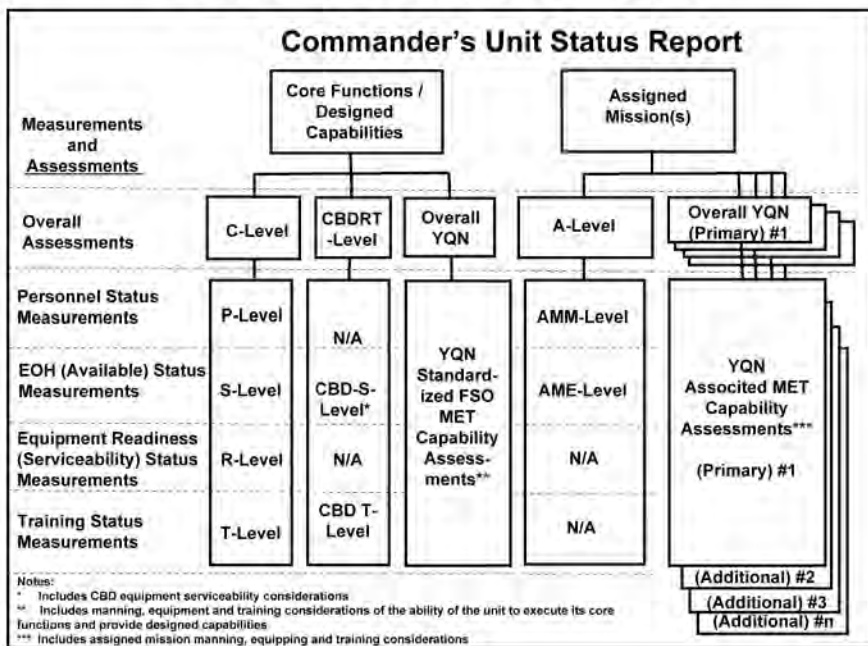 Commander's Unit Status Report
Core Functions /
Designed
Capabilities
Assigned
Mission(s)
Measurements
and
Assessments
Overall
Assessments
C-Level
CBDRT
-Level
Overall
YQN
A-Level
Overall YQN
(Primary) #1
Personnel Status
Measurements
P-Level
N/A
AMM-Level
EOH (Available) Status
Measurements
S-Level
CBD-S-
Level*
AME-Level
Equipment Readiness
(Serviceability) Status
Measurements
R-Level
N/A
N/A
Training Status
Measurements
T-Level
CBD T-
Level
N/A
YQN
Standard-
ized FSO
MET
Capability
Assess-
ments**
YQN
Associted MET
Capability
Assessments***
(Primary) #1
(Additional) #2
(Additional) #3
(Additional) #n
Notes:
* Includes CBD equipment serviceability considerations
** Includes manning, equipment and training considerations of the ability of the unit to execute its core
functions and provide designed capabilities
*** Includes assigned mission manning, equipping and training considerations